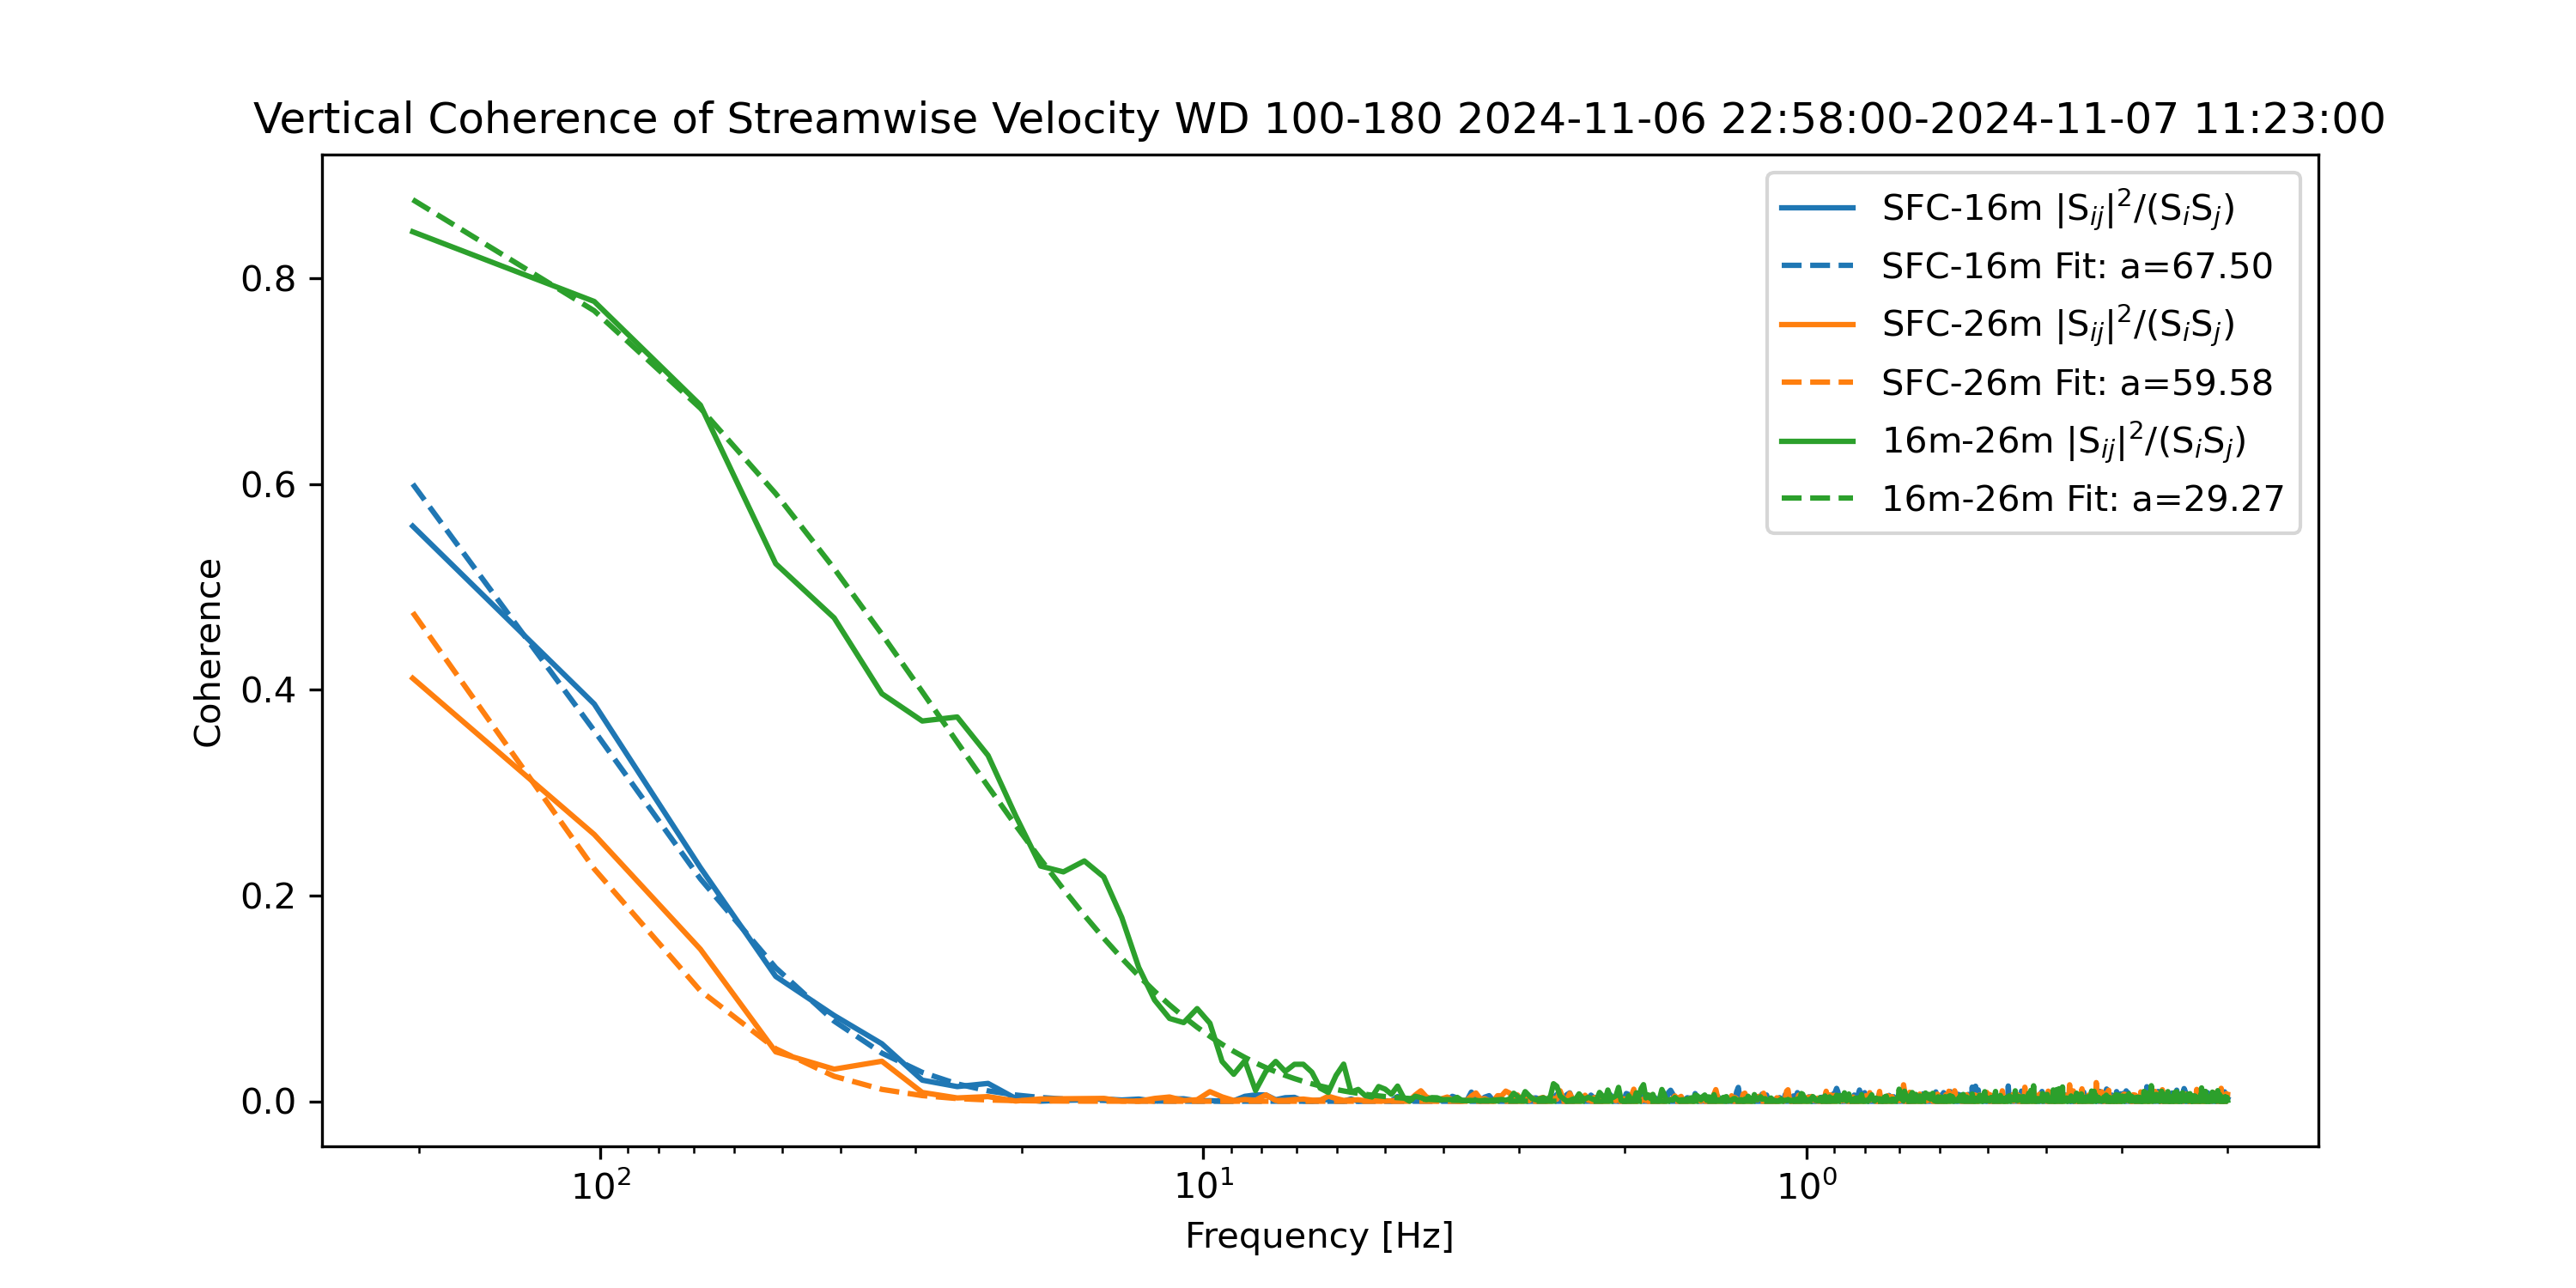 Vertical Coherence of Streamwise Velocity WD 100-180 2024-11-06 22:58:00-2024-11-07 11:23:00
SFC-16m |Sᵢⱼ|²/(SᵢSⱼ)
SFC-16m Fit: a=67.50
SFC-26m |Sᵢⱼ|²/(SᵢSⱼ)
SFC-26m Fit: a=59.58
16m-26m |Sᵢⱼ|²/(SᵢSⱼ)
16m-26m Fit: a=29.27
Coherence
0.8
0.6
0.4
0.2
0.0
10² 10¹ 10⁰
Frequency [Hz]